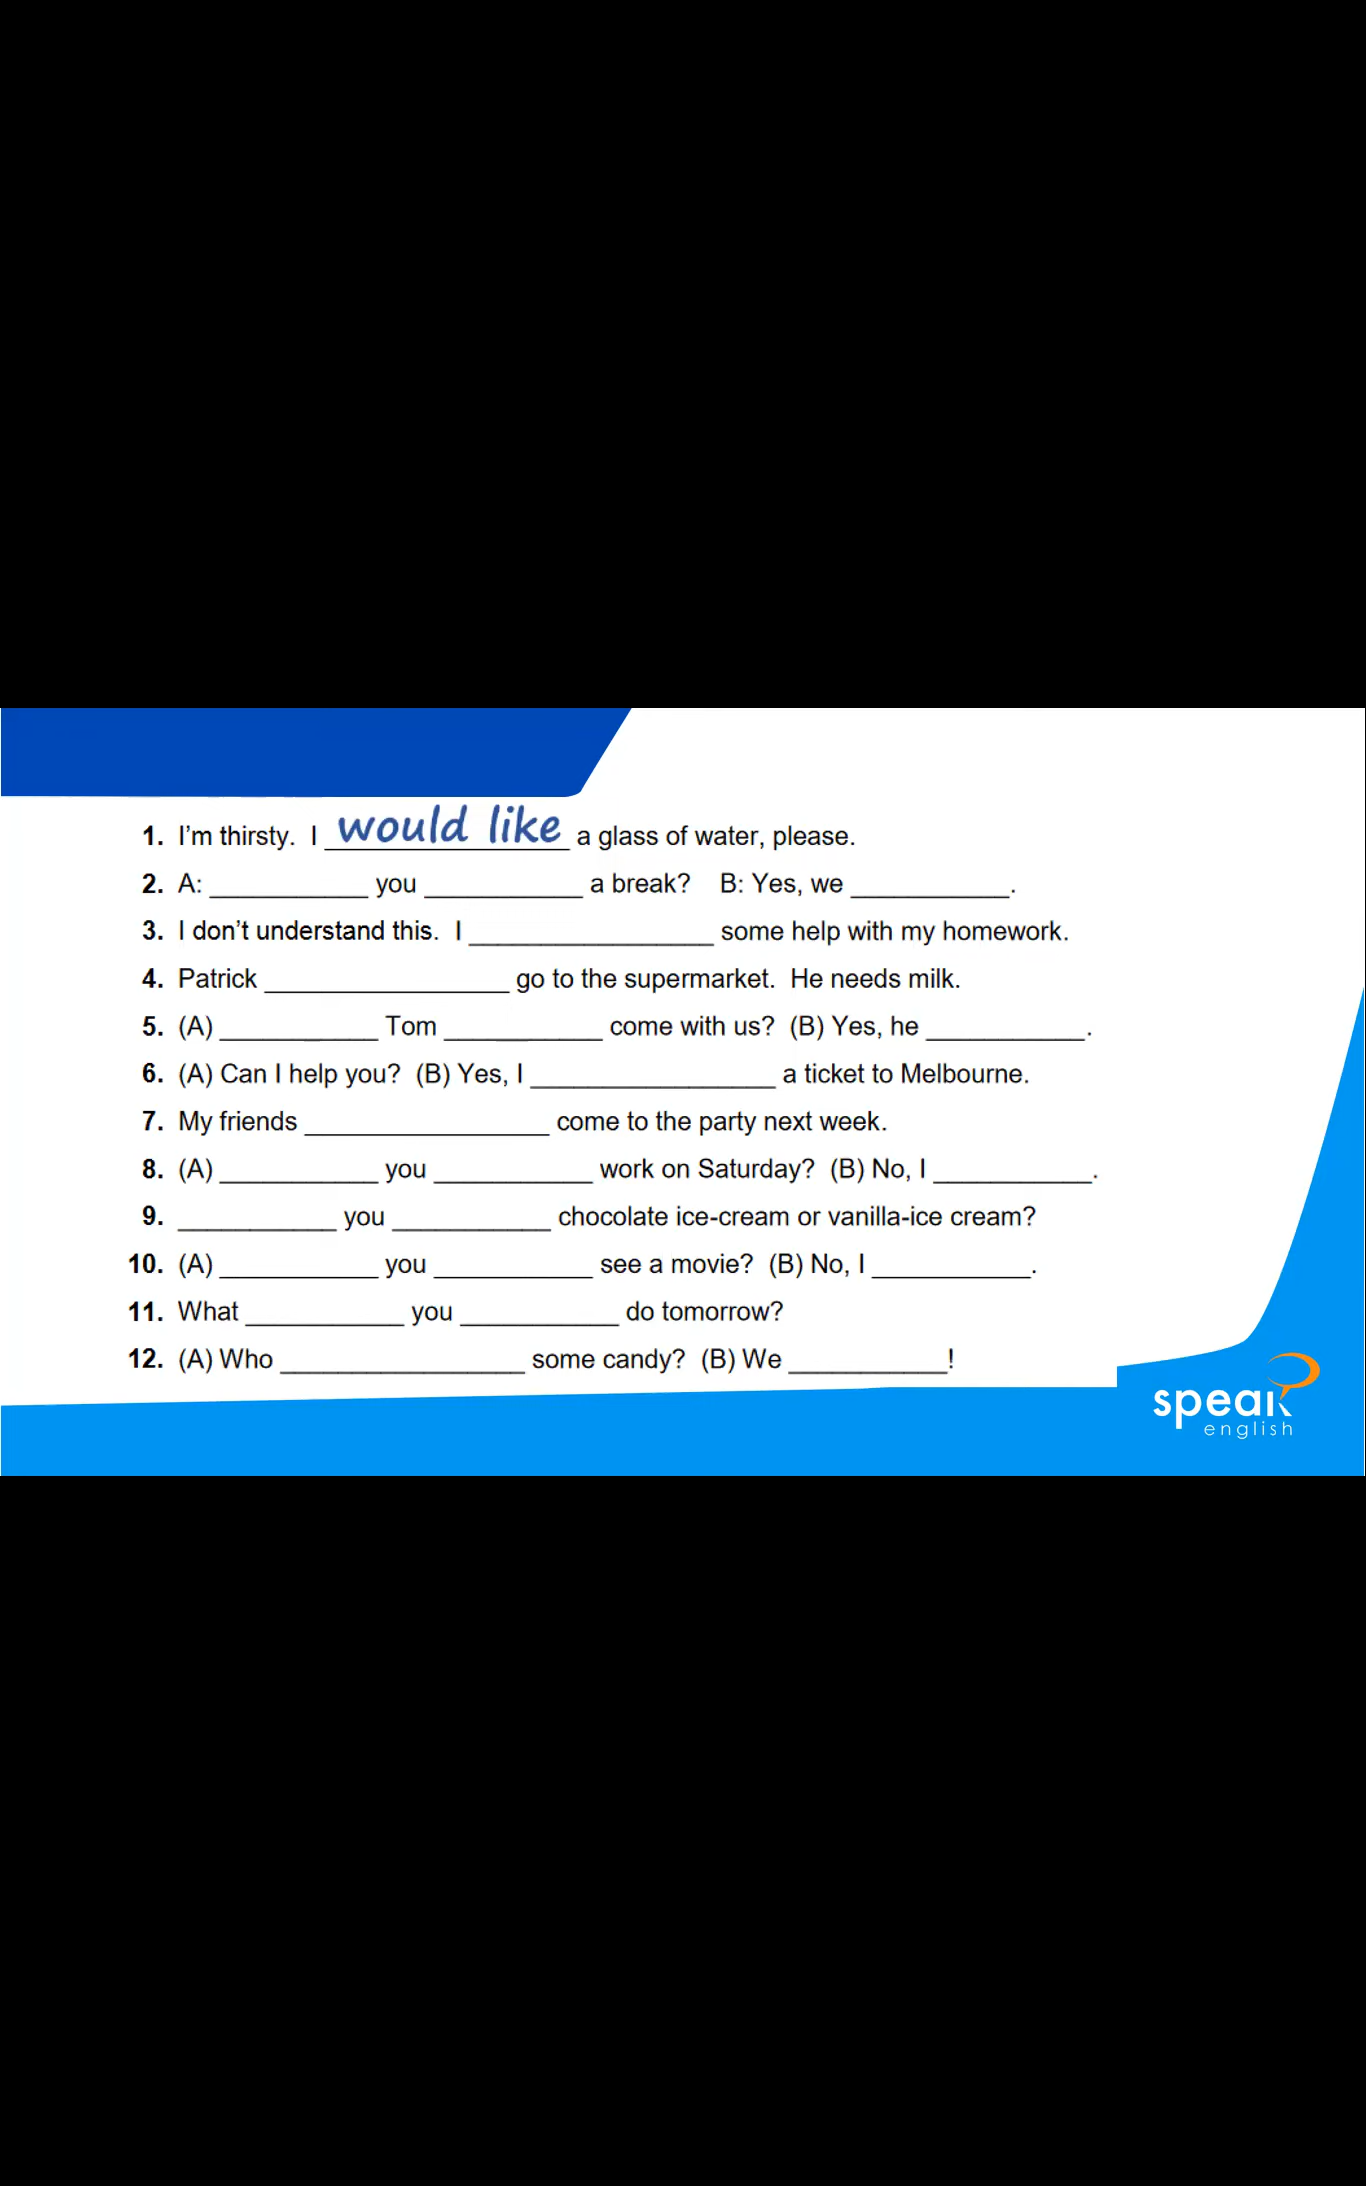 1. I'm thirsty. I would like a glass of water, please.
2. A: ___________ you ___________ a break? B: Yes, we ___________.
3. I don't understand this. I _________________ some help with my homework.
4. Patrick _________________ go to the supermarket. He needs milk.
5. (A) ___________ Tom ___________ come with us? (B) Yes, he ___________.
6. (A) Can I help you? (B) Yes, I _________________ a ticket to Melbourne.
7. My friends _________________ come to the party next week.
8. (A) ___________ you ___________ work on Saturday? (B) No, I ___________.
9. ___________ you ___________ chocolate ice-cream or vanilla-ice cream?
10. (A) ___________ you ___________ see a movie? (B) No, I ___________.
11. What ___________ you ___________ do tomorrow?
12. (A) Who _________________ some candy? (B) We ___________!
speak
english